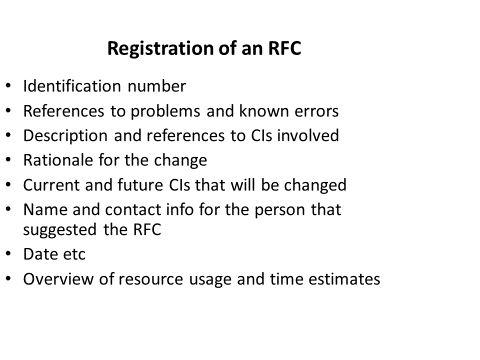 Registration of an RFC
• Identification number
• References to problems and known errors
• Description and references to CIs involved
• Rationale for the change
• Current and future CIs that will be changed
• Name and contact info for the person that
suggested the RFC
• Date etc
• Overview of resource usage and time estimates